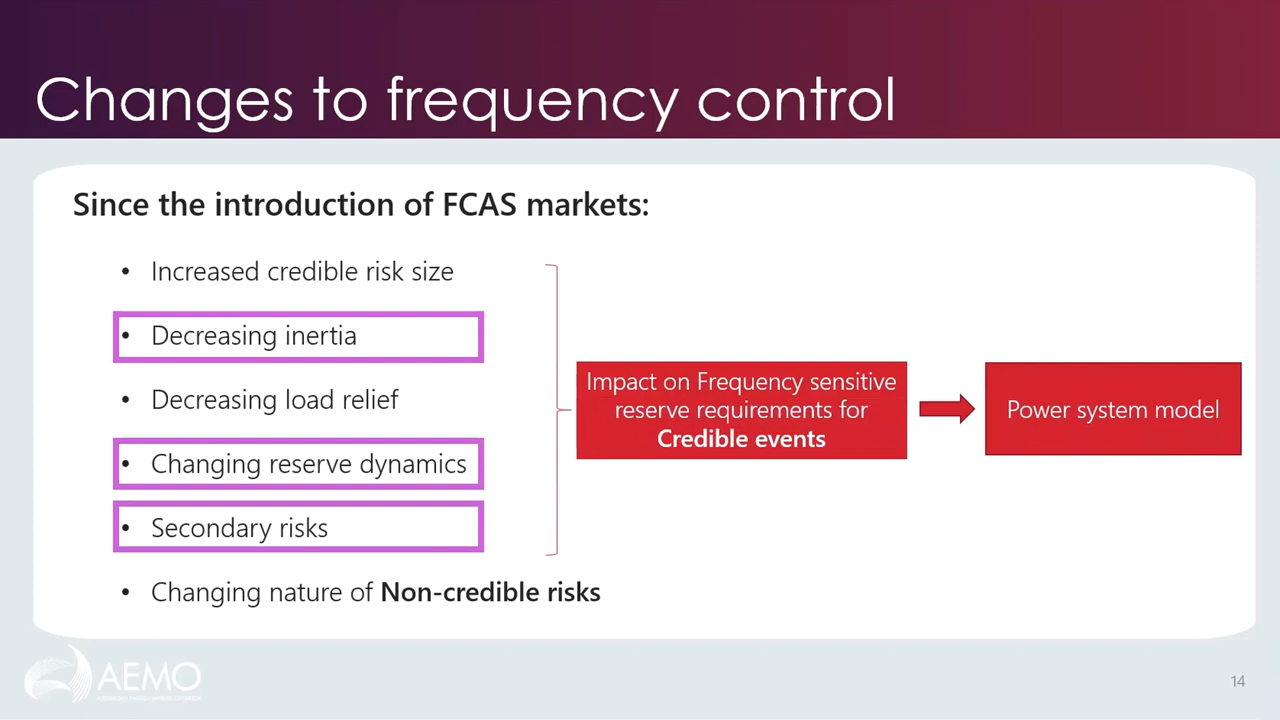 Changes to frequency control
Since the introduction of FCAS markets:
• Increased credible risk size
• Decreasing inertia
• Decreasing load relief
• Changing reserve dynamics
• Secondary risks
• Changing nature of Non-credible risks
Impact on Frequency sensitive
reserve requirements for
Credible events
Power system model
AEMO
14